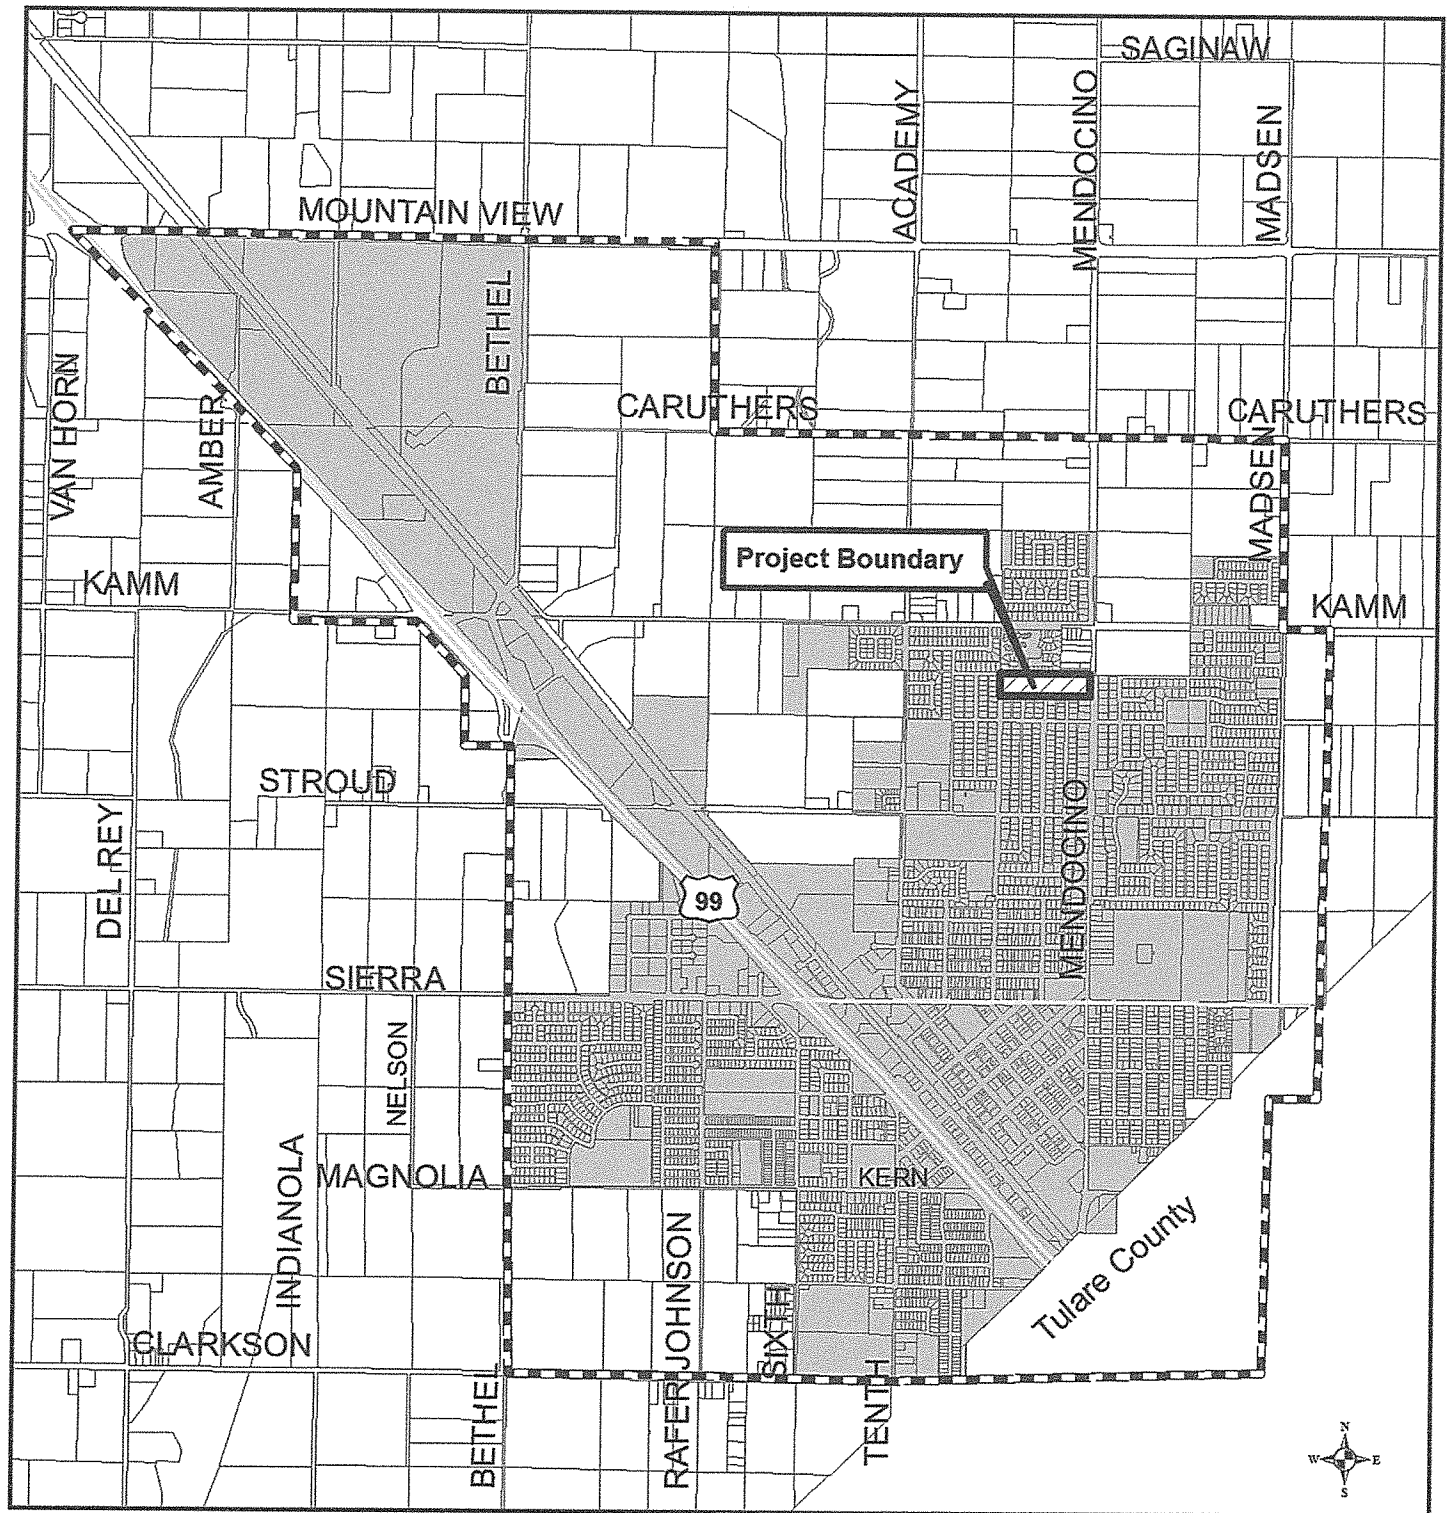 SAGINAW
ACADEMY
MENDOCINO
MADSEN
MOUNTAIN VIEW
BETHEL
VAN HORN
AMBER
CARUTHERS
CARUTHERS
MADSEN
Project Boundary
KAMM
KAMM
STROUD
MENDOCINO
DEL REY
99
SIERRA
NELSON
INDIANOLA
MAGNOLIA
KERN
RAFER JOHNSON
SIXTH
Tulare County
CLARKSON
BETHEL
TENTH
N
W
E
S